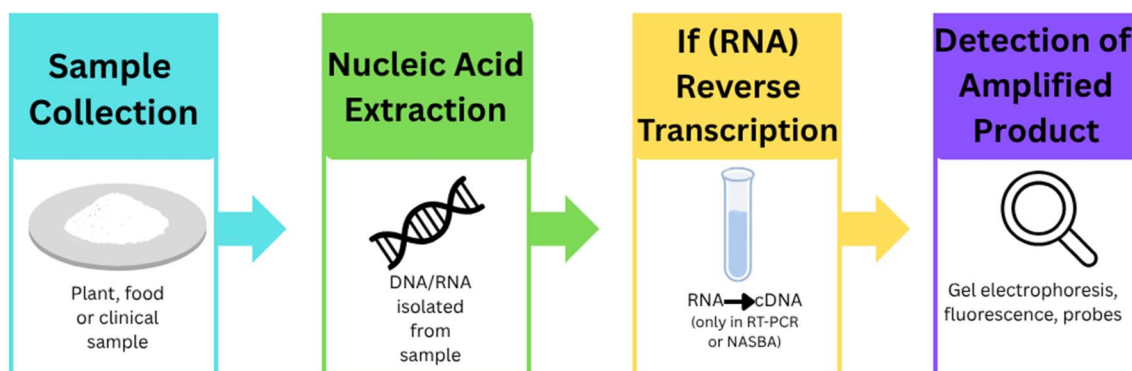 Sample
Collection
Plant, food
or clinical
sample
Nucleic Acid
Extraction
DNA/RNA
isolated
from
sample
If (RNA)
Reverse
Transcription
RNA➞cDNA
(only in RT-PCR
or NASBA)
Detection of
Amplified
Product
Gel electrophoresis,
fluorescence, probes